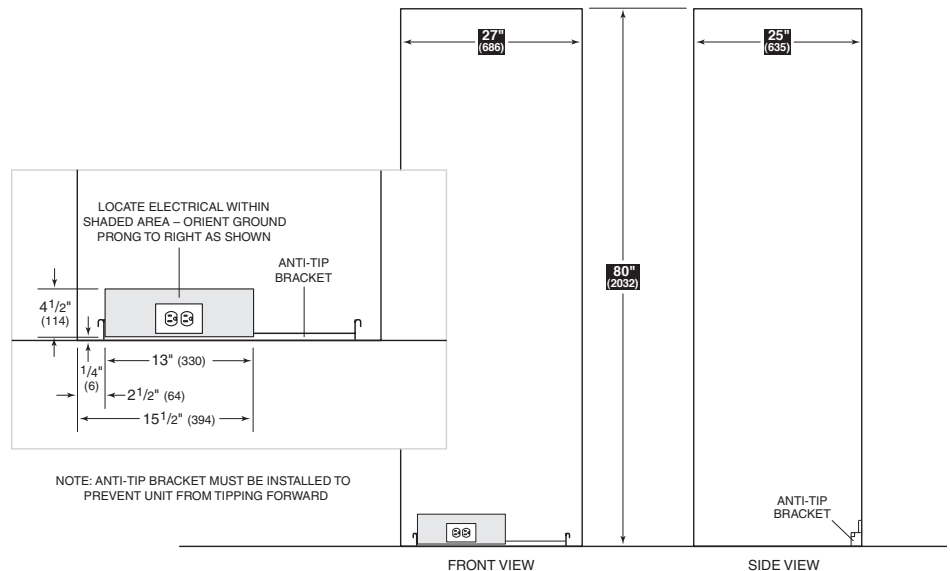 27"
(686)
25"
(635)
80"
(2032)
LOCATE ELECTRICAL WITHIN
SHADED AREA – ORIENT GROUND
PRONG TO RIGHT AS SHOWN
ANTI-TIP
BRACKET
4 1/2"
(114)
1/4"
(6)
13" (330)
2 1/2" (64)
15 1/2" (394)
NOTE: ANTI-TIP BRACKET MUST BE INSTALLED TO
PREVENT UNIT FROM TIPPING FORWARD
ANTI-TIP
BRACKET
FRONT VIEW
SIDE VIEW